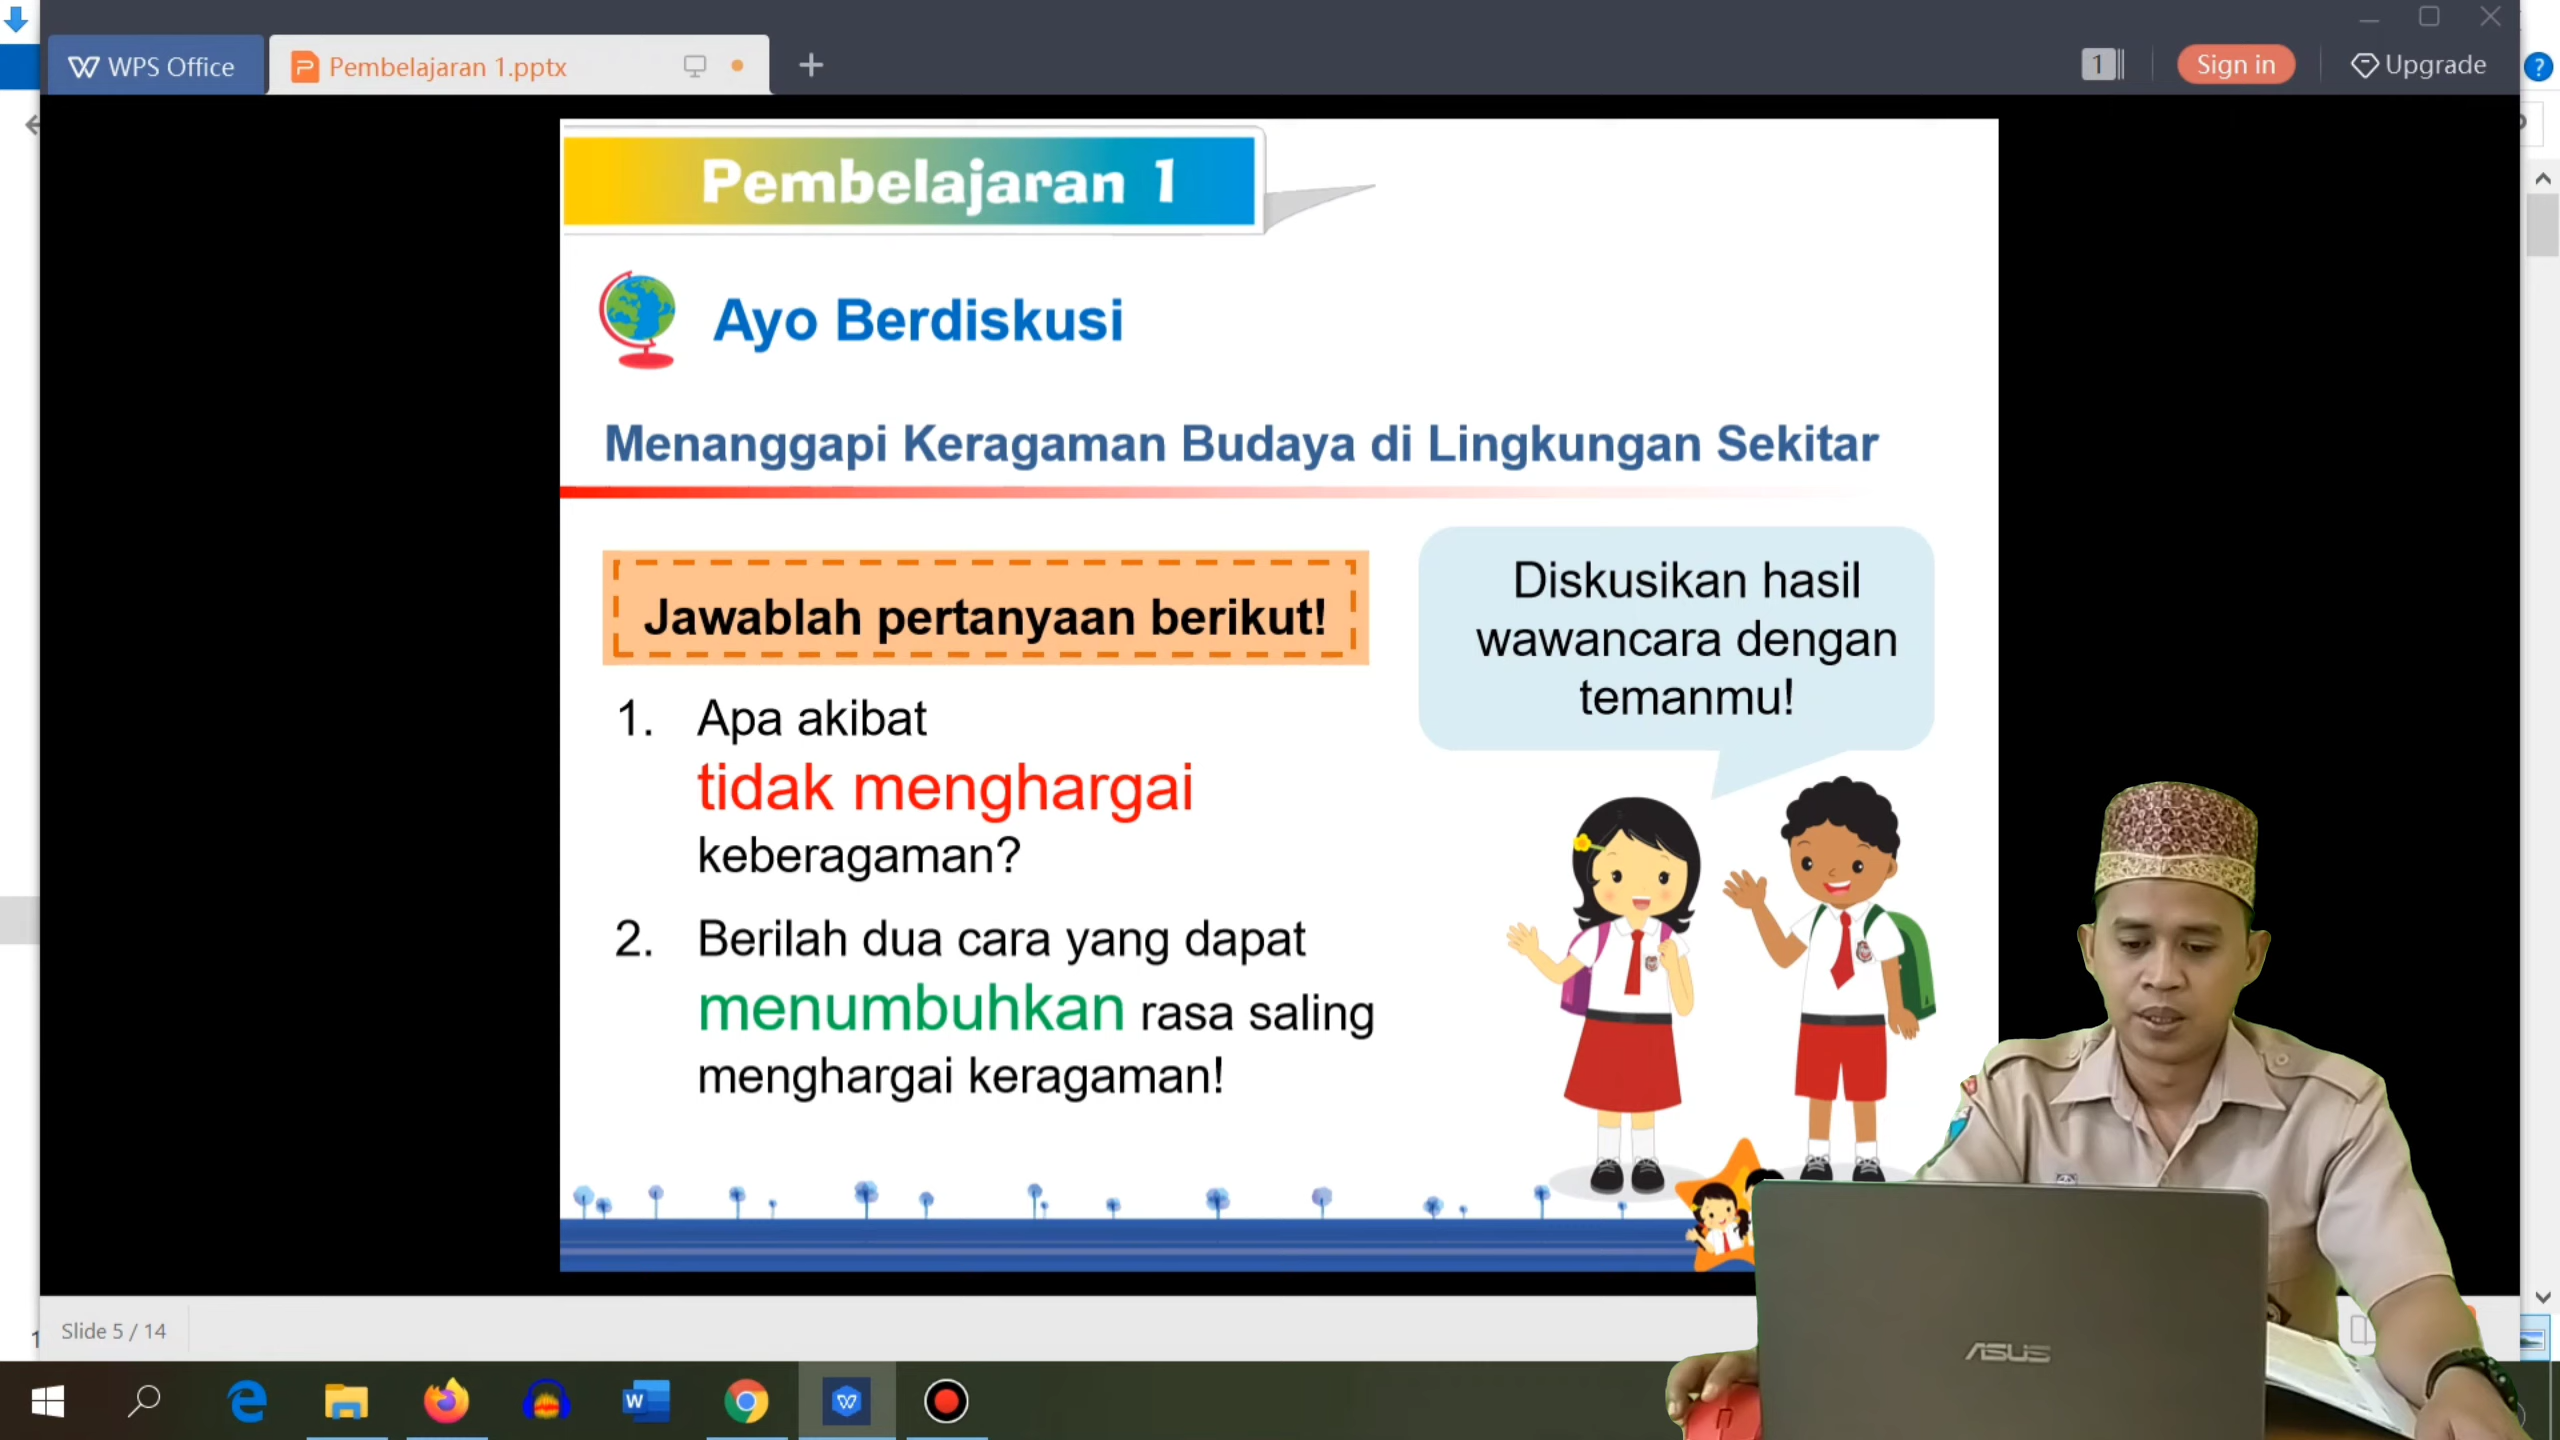 WPS Office
Pembelajaran 1.pptx
1
Sign in
Upgrade
?
Pembelajaran 1
Ayo Berdiskusi
Menanggapi Keragaman Budaya di Lingkungan Sekitar
Jawablah pertanyaan berikut!
Diskusikan hasil
wawancara dengan
temanmu!
1. Apa akibat
tidak menghargai
keberagaman?
2. Berilah dua cara yang dapat
menumbuhkan rasa saling
menghargai keragaman!
Slide 5 / 14
ASUS